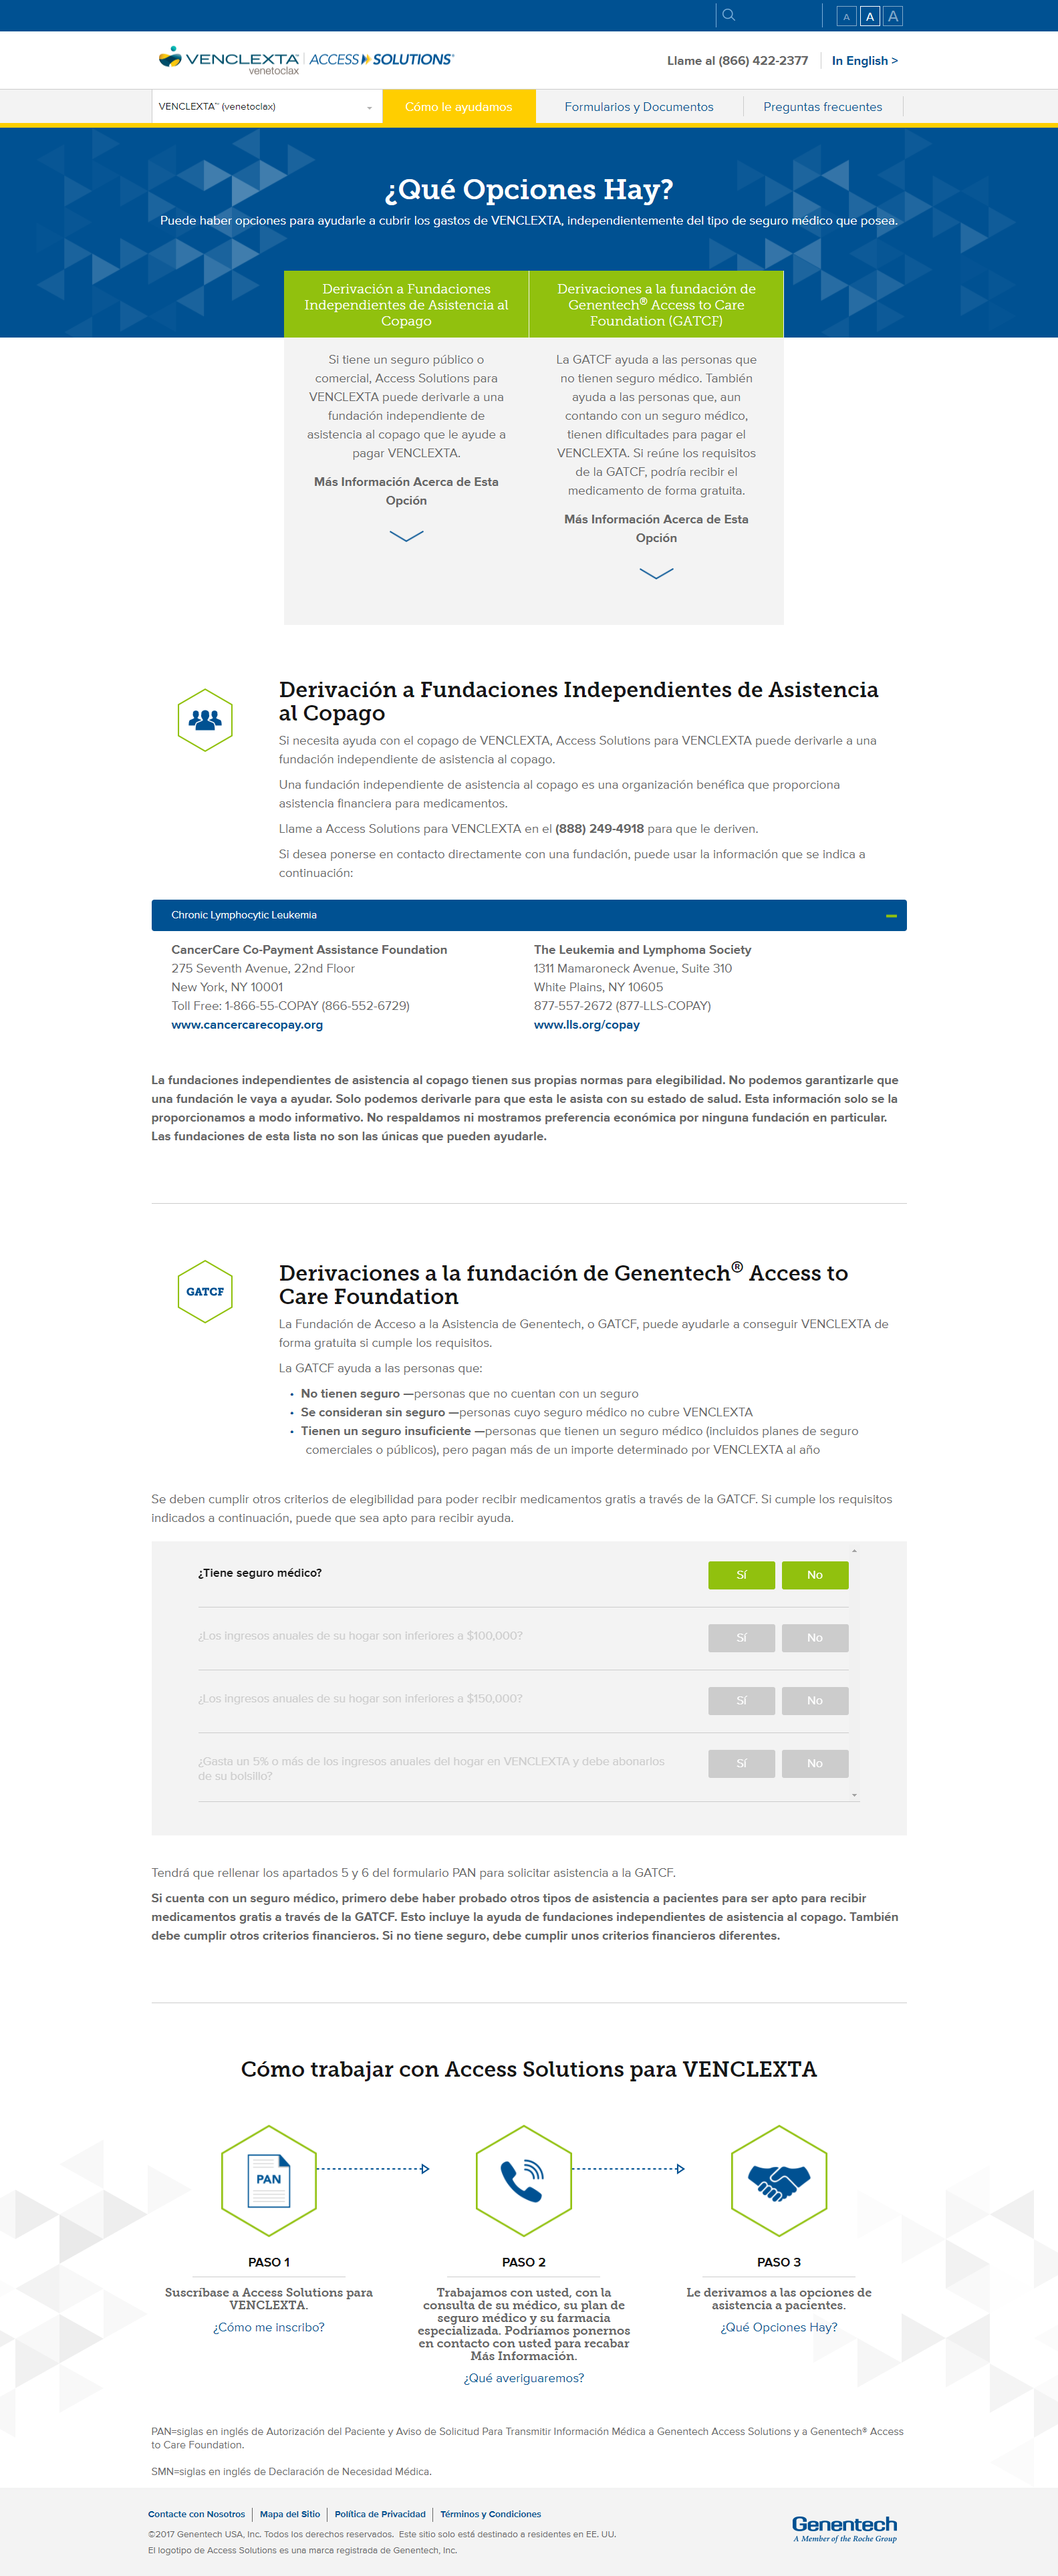 A A A
VENCLEXTA™ venetoclax | ACCESS SOLUTIONS®
Llame al (866) 422-2377
In English >
VENCLEXTA™ (venetoclax)
Cómo le ayudamos
Formularios y Documentos
Preguntas frecuentes
¿Qué Opciones Hay?
Puede haber opciones para ayudarle a cubrir los gastos de VENCLEXTA, independientemente del tipo de seguro médico que posea.
Derivación a Fundaciones
Independientes de Asistencia al
Copago
Si tiene un seguro público o
comercial, Access Solutions para
VENCLEXTA puede derivarle a una
fundación independiente de
asistencia al copago que le ayude a
pagar VENCLEXTA.
Más Información Acerca de Esta
Opción
Derivaciones a la fundación de
Genentech® Access to Care
Foundation (GATCF)
La GATCF ayuda a las personas que
no tienen seguro médico. También
ayuda a las personas que, aun
contando con un seguro médico,
tienen dificultades para pagar el
VENCLEXTA. Si reúne los requisitos
de la GATCF, podría recibir el
medicamento de forma gratuita.
Más Información Acerca de Esta
Opción
Derivación a Fundaciones Independientes de Asistencia
al Copago
Si necesita ayuda con el copago de VENCLEXTA, Access Solutions para VENCLEXTA puede derivarle a una
fundación independiente de asistencia al copago.
Una fundación independiente de asistencia al copago es una organización benéfica que proporciona
asistencia financiera para medicamentos.
Llame a Access Solutions para VENCLEXTA en el (888) 249-4918 para que le deriven.
Si desea ponerse en contacto directamente con una fundación, puede usar la información que se indica a
continuación:
Chronic Lymphocytic Leukemia
CancerCare Co-Payment Assistance Foundation
275 Seventh Avenue, 22nd Floor
New York, NY 10001
Toll Free: 1-866-55-COPAY (866-552-6729)
www.cancercarecopay.org
The Leukemia and Lymphoma Society
1311 Mamaroneck Avenue, Suite 310
White Plains, NY 10605
877-557-2672 (877-LLS-COPAY)
www.lls.org/copay
La fundaciones independientes de asistencia al copago tienen sus propias normas para elegibilidad. No podemos garantizarle que
una fundación le vaya a ayudar. Solo podemos derivarle para que esta le asista con su estado de salud. Esta información solo se la
proporcionamos a modo informativo. No respaldamos ni mostramos preferencia económica por ninguna fundación en particular.
Las fundaciones de esta lista no son las únicas que pueden ayudarle.
GATCF
Derivaciones a la fundación de Genentech® Access to
Care Foundation
La Fundación de Acceso a la Asistencia de Genentech, o GATCF, puede ayudarle a conseguir VENCLEXTA de
forma gratuita si cumple los requisitos.
La GATCF ayuda a las personas que:
• No tienen seguro —personas que no cuentan con un seguro
• Se consideran sin seguro —personas cuyo seguro médico no cubre VENCLEXTA
• Tienen un seguro insuficiente —personas que tienen un seguro médico (incluidos planes de seguro
comerciales o públicos), pero pagan más de un importe determinado por VENCLEXTA al año
Se deben cumplir otros criterios de elegibilidad para poder recibir medicamentos gratis a través de la GATCF. Si cumple los requisitos
indicados a continuación, puede que sea apto para recibir ayuda.
¿Tiene seguro médico? Sí No
¿Los ingresos anuales de su hogar son inferiores a $100,000? Sí No
¿Los ingresos anuales de su hogar son inferiores a $150,000? Sí No
¿Gasta un 5% o más de los ingresos anuales del hogar en VENCLEXTA y debe abonarlos
de su bolsillo? Sí No
Tendrá que rellenar los apartados 5 y 6 del formulario PAN para solicitar asistencia a la GATCF.
Si cuenta con un seguro médico, primero debe haber probado otros tipos de asistencia a pacientes para ser apto para recibir
medicamentos gratis a través de la GATCF. Esto incluye la ayuda de fundaciones independientes de asistencia al copago. También
debe cumplir otros criterios financieros. Si no tiene seguro, debe cumplir unos criterios financieros diferentes.
Cómo trabajar con Access Solutions para VENCLEXTA
PAN
PASO 1
Suscríbase a Access Solutions para
VENCLEXTA.
¿Cómo me inscribo?
PASO 2
Trabajamos con usted, con la
consulta de su médico, su plan de
seguro médico y su farmacia
especializada. Podríamos ponernos
en contacto con usted para recabar
Más Información.
¿Qué averiguaremos?
PASO 3
Le derivamos a las opciones de
asistencia a pacientes.
¿Qué Opciones Hay?
PAN=siglas en inglés de Autorización del Paciente y Aviso de Solicitud Para Transmitir Información Médica a Genentech Access Solutions y a Genentech® Access
to Care Foundation.
SMN=siglas en inglés de Declaración de Necesidad Médica.
Contacte con Nosotros | Mapa del Sitio | Política de Privacidad | Términos y Condiciones
©2017 Genentech USA, Inc. Todos los derechos reservados. Este sitio solo está destinado a residentes en EE. UU.
El logotipo de Access Solutions es una marca registrada de Genentech, Inc.
Genentech
A Member of the Roche Group